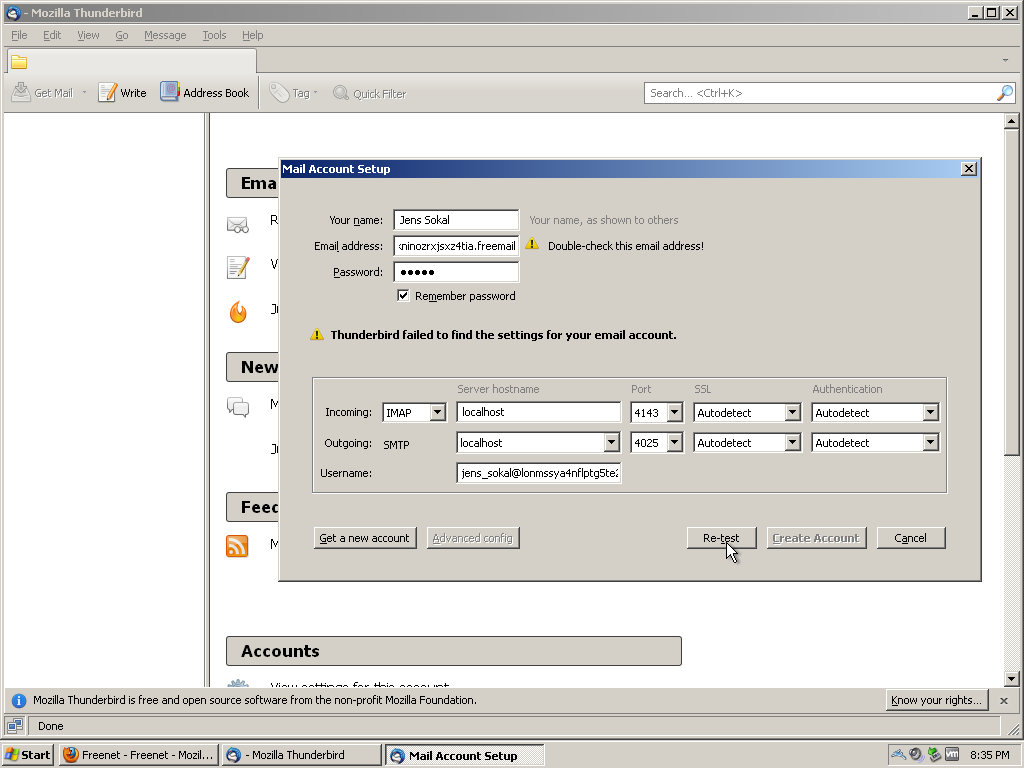 - Mozilla Thunderbird
File Edit View Go Message Tools Help
Get Mail Write Address Book Tag Quick Filter Search... <Ctrl+K>
Mail Account Setup
Your name: Jens Sokal Your name, as shown to others
Email address: ninozrxjsxz4tia.freemail Double-check this email address!
Password: •••••
Remember password
Thunderbird failed to find the settings for your email account.
Server hostname Port SSL Authentication
Incoming: IMAP localhost 4143 Autodetect Autodetect
Outgoing: SMTP localhost 4025 Autodetect Autodetect
Username: jens_sokal@lonmssya4nflptg5te
Get a new account Advanced config Re-test Create Account Cancel
Ema
New
Feed
Accounts
View settings for this account
Mozilla Thunderbird is free and open source software from the non-profit Mozilla Foundation. Know your rights...
Done
Start Freenet - Freenet - Mozil... - Mozilla Thunderbird Mail Account Setup 8:35 PM